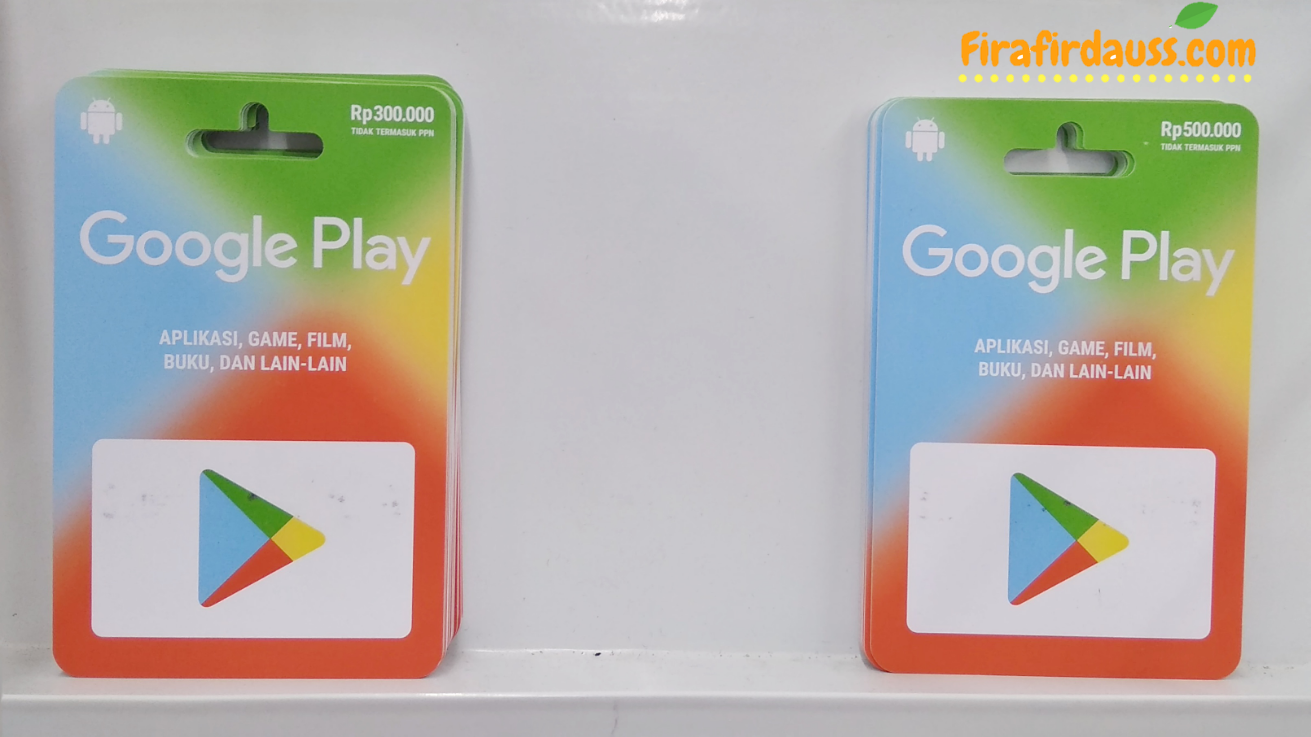 Firafirdauss.com
Rp300.000
TIDAK TERMASUK PPN
Google Play
APLIKASI, GAME, FILM,
BUKU, DAN LAIN-LAIN
Rp500.000
TIDAK TERMASUK PPN
Google Play
APLIKASI, GAME, FILM,
BUKU, DAN LAIN-LAIN